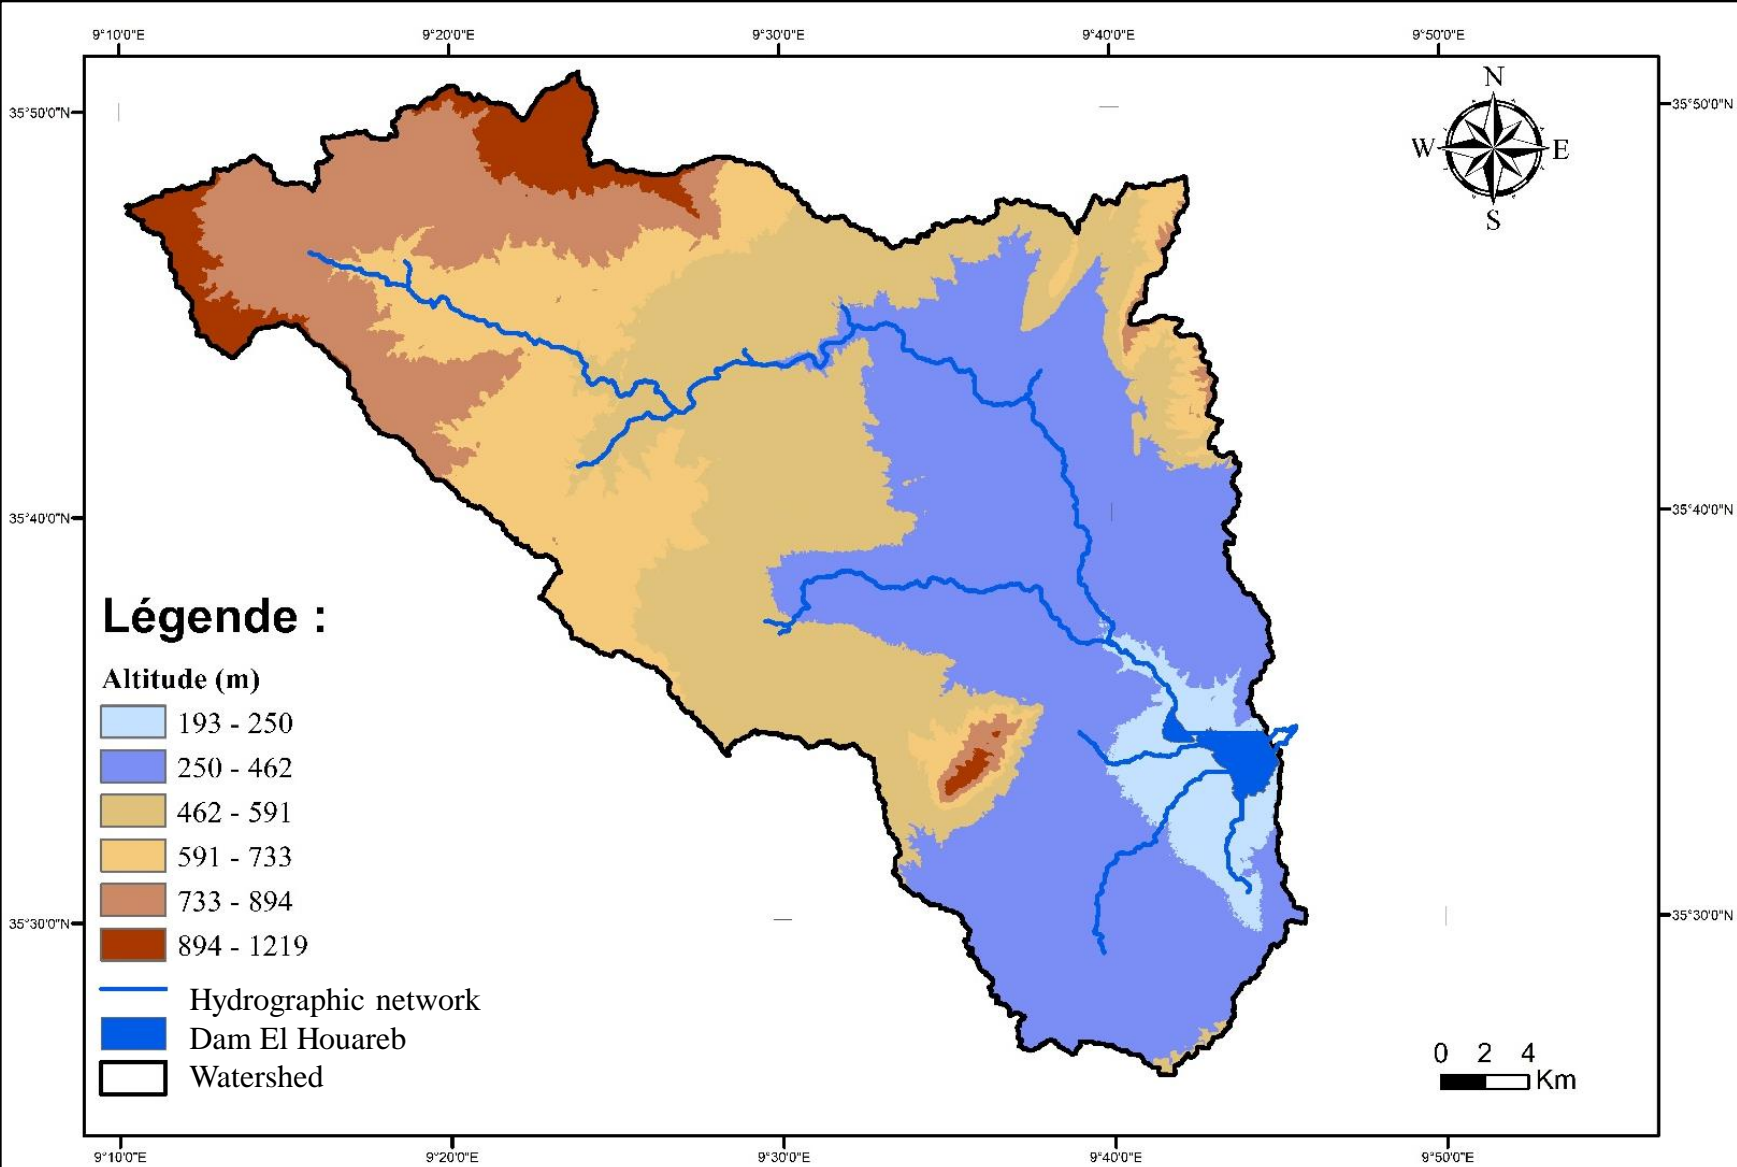 9°10'0"E 9°20'0"E 9°30'0"E 9°40'0"E 9°50'0"E
35°50'0"N 35°50'0"N
N
W E
S
35°40'0"N 35°40'0"N
Légende :
Altitude (m)
193 - 250
250 - 462
462 - 591
591 - 733
733 - 894
894 - 1219
35°30'0"N 35°30'0"N
Hydrographic network
Dam El Houareb
Watershed
0 2 4
Km
9°10'0"E 9°20'0"E 9°30'0"E 9°40'0"E 9°50'0"E